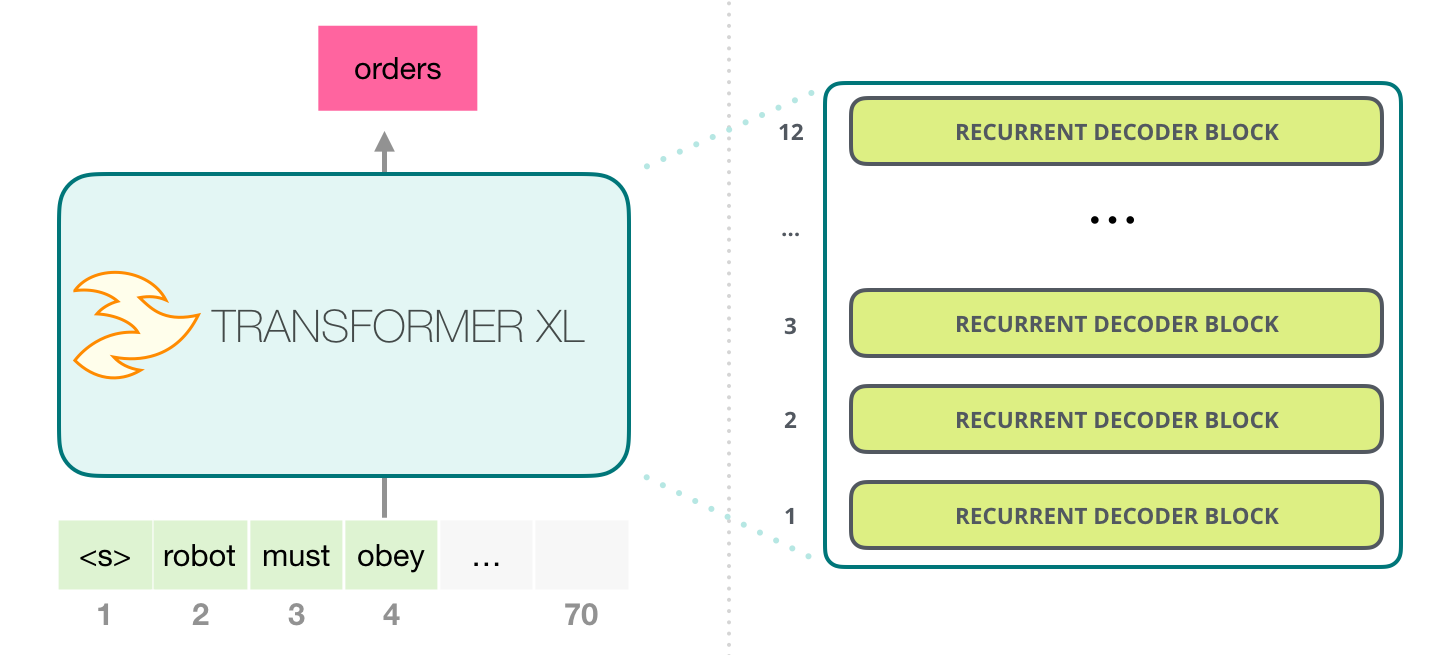 orders
TRANSFORMER XL
<s> robot must obey ...
1 2 3 4 70
12 RECURRENT DECODER BLOCK
... ...
3 RECURRENT DECODER BLOCK
2 RECURRENT DECODER BLOCK
1 RECURRENT DECODER BLOCK